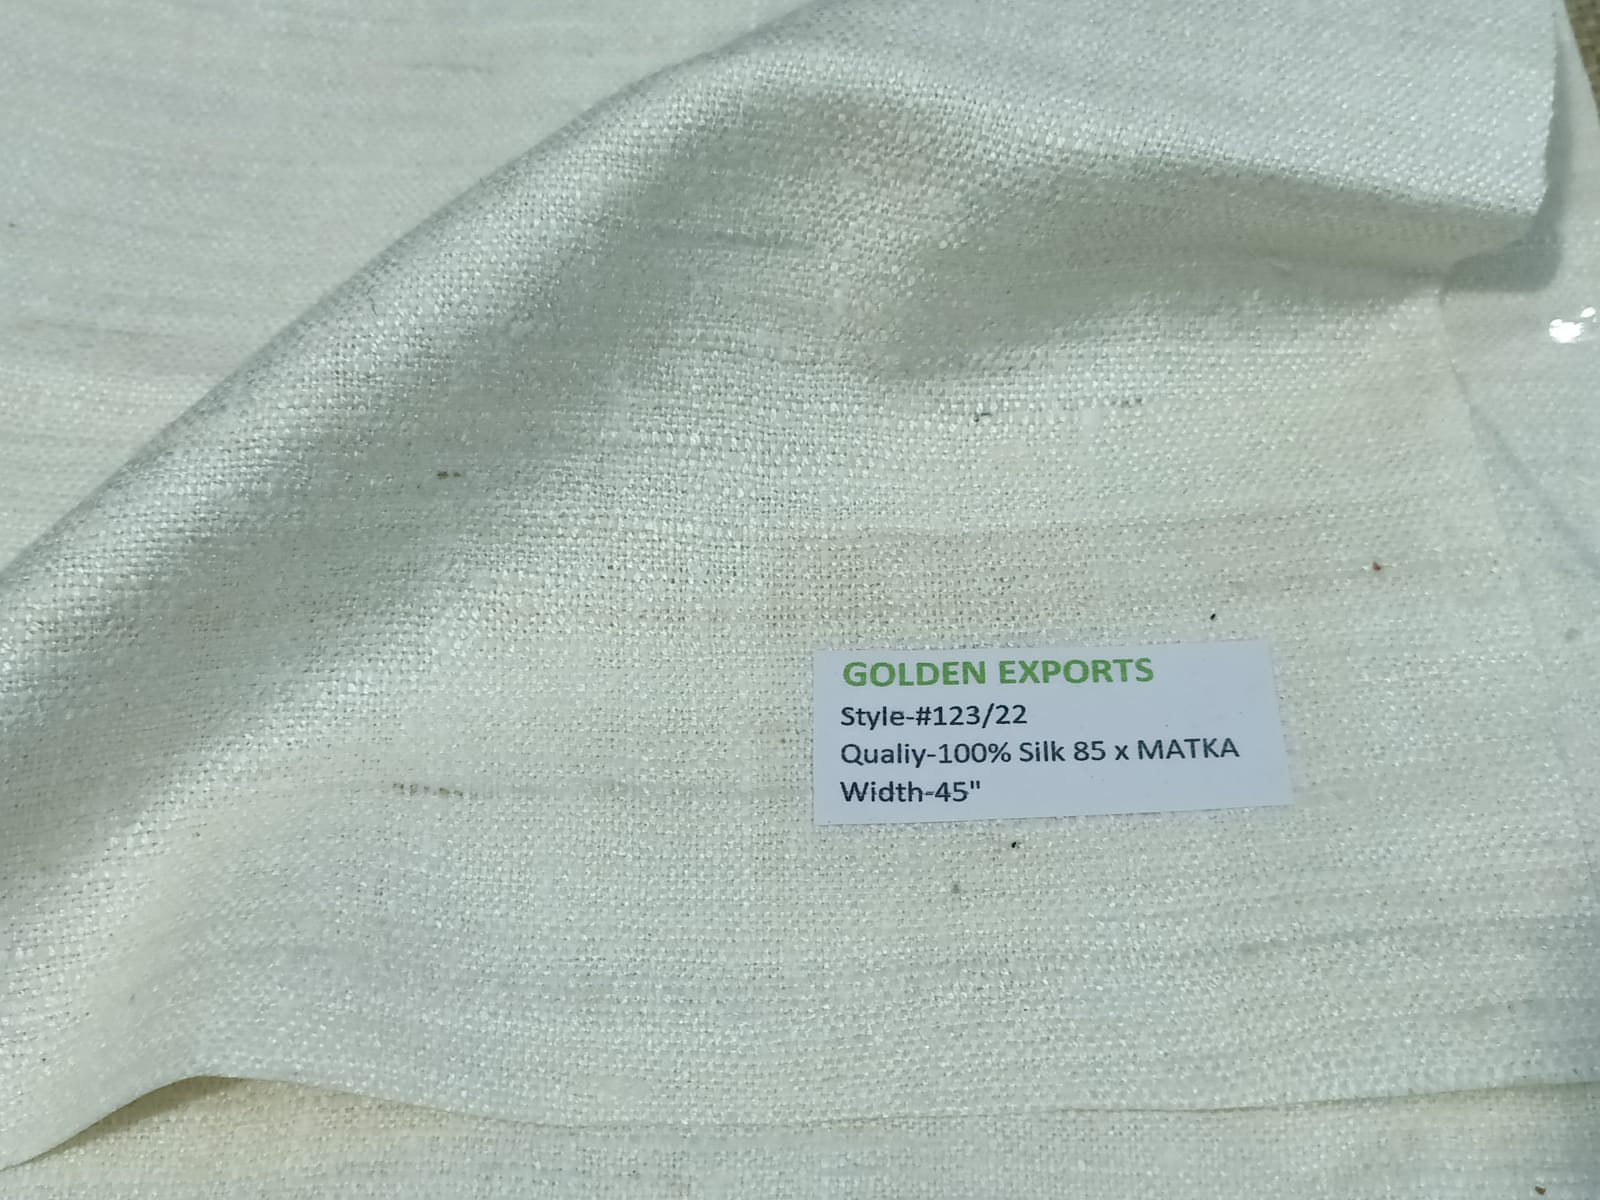 GOLDEN EXPORTS
Style-#123/22
Qualiy-100% Silk 85 x MATKA
Width-45"